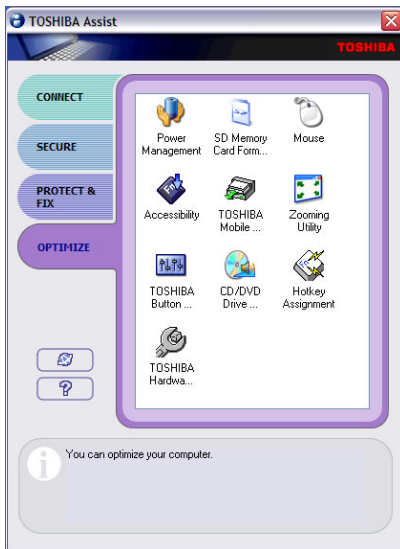 TOSHIBA Assist
TOSHIBA
CONNECT
SECURE
PROTECT &
FIX
OPTIMIZE
Power
Management
SD Memory
Card Form...
Mouse
Accessibility
TOSHIBA
Mobile ...
Zooming
Utility
TOSHIBA
Button ...
CD/DVD
Drive ...
Hotkey
Assignment
TOSHIBA
Hardwa...
?
i
You can optimize your computer.